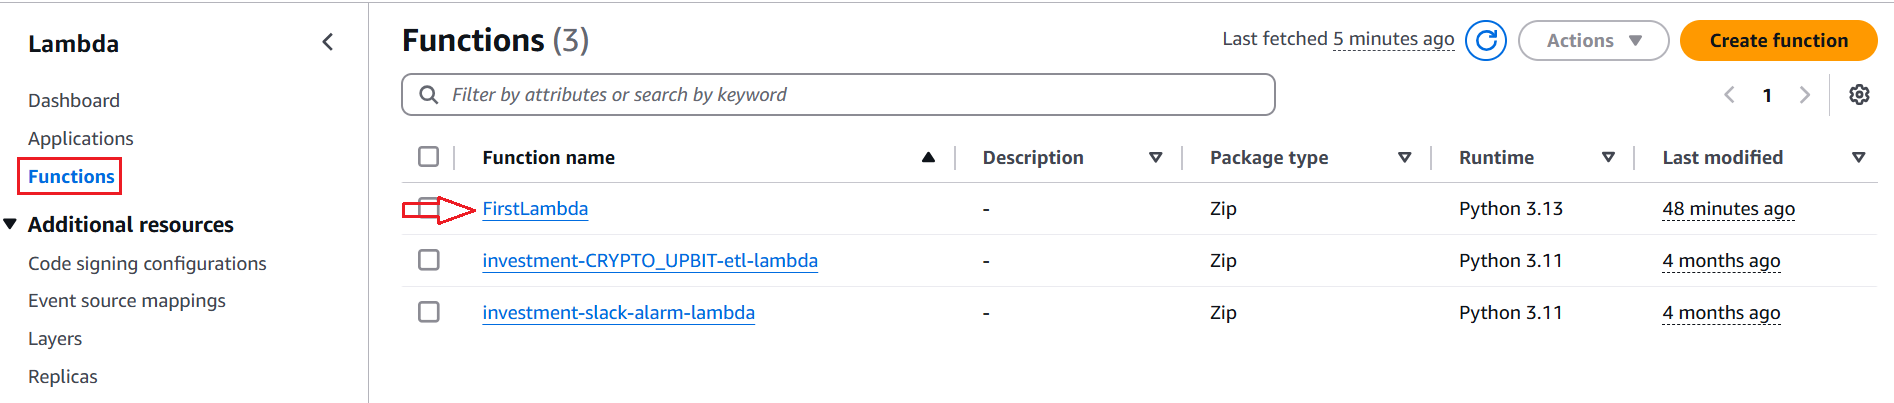 Lambda
Dashboard
Applications
Functions
Additional resources
Code signing configurations
Event source mappings
Layers
Replicas
Functions (3)
Last fetched 5 minutes ago
Actions
Create function
Filter by attributes or search by keyword
1
Function name Description Package type Runtime Last modified
FirstLambda - Zip Python 3.13 48 minutes ago
investment-CRYPTO_UPBIT-etl-lambda - Zip Python 3.11 4 months ago
investment-slack-alarm-lambda - Zip Python 3.11 4 months ago